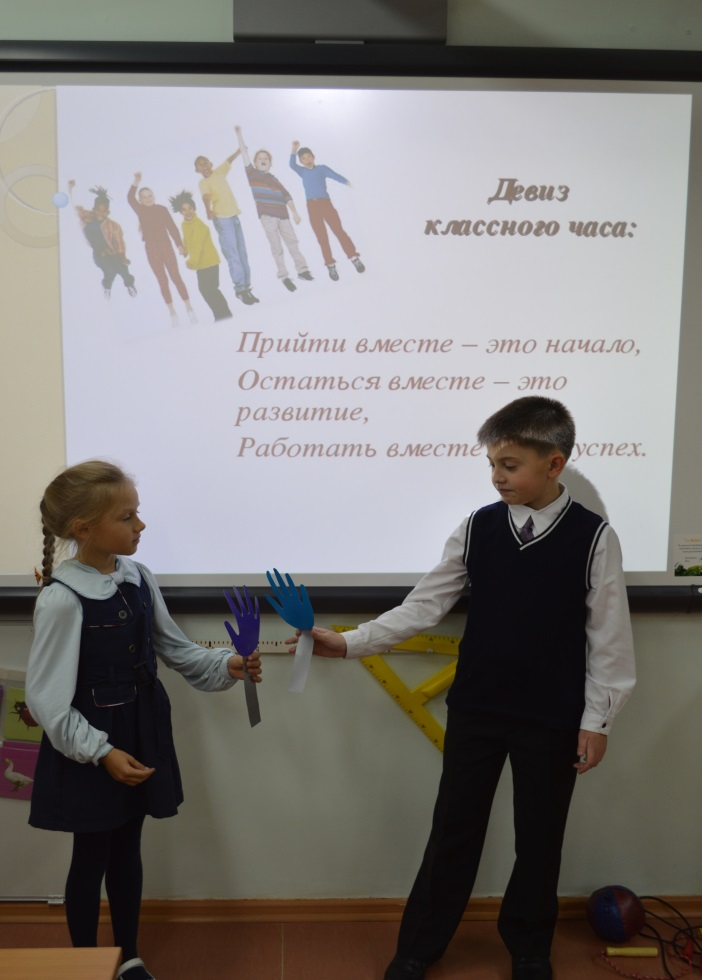 Девиз
классного часа:
Прийти вместе – это начало,
Остаться вместе – это
развитие,
Работать вместе успех.